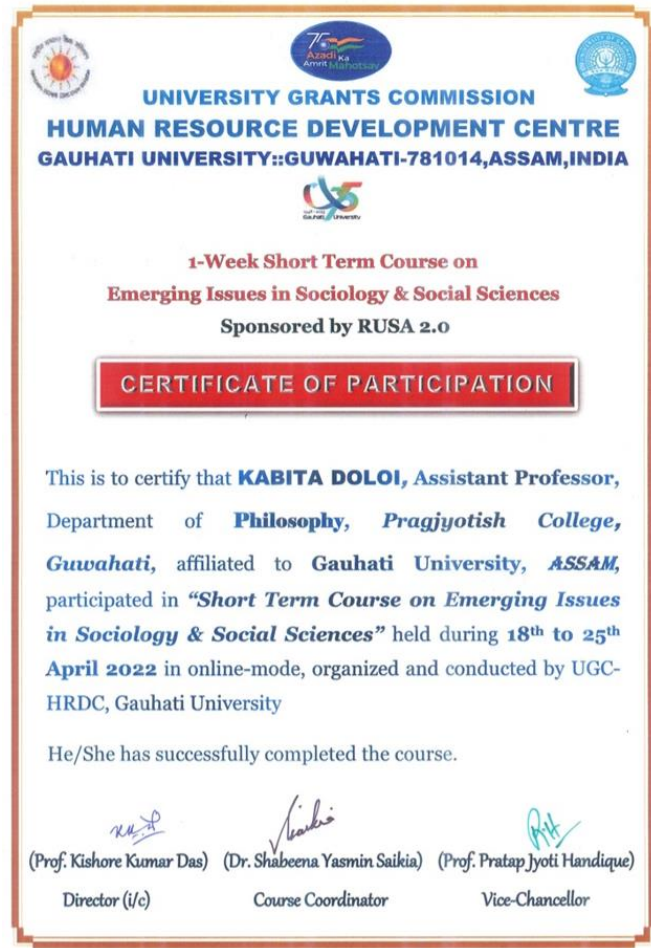 75
Azadi Ka
Amrit Mahotsav
UNIVERSITY GRANTS COMMISSION
HUMAN RESOURCE DEVELOPMENT CENTRE
GAUHATI UNIVERSITY::GUWAHATI-781014,ASSAM,INDIA
Gauhati University
1-Week Short Term Course on
Emerging Issues in Sociology & Social Sciences
Sponsored by RUSA 2.0
CERTIFICATE OF PARTICIPATION
This is to certify that KABITA DOLOI, Assistant Professor,
Department of Philosophy, Pragjyotish College,
Guwahati, affiliated to Gauhati University, ASSAM,
participated in “Short Term Course on Emerging Issues
in Sociology & Social Sciences” held during 18th to 25th
April 2022 in online-mode, organized and conducted by UGC-
HRDC, Gauhati University
He/She has successfully completed the course.
(Prof. Kishore Kumar Das) (Dr. Shabeena Yasmin Saikia) (Prof. Pratap Jyoti Handique)
Director (i/c) Course Coordinator Vice-Chancellor